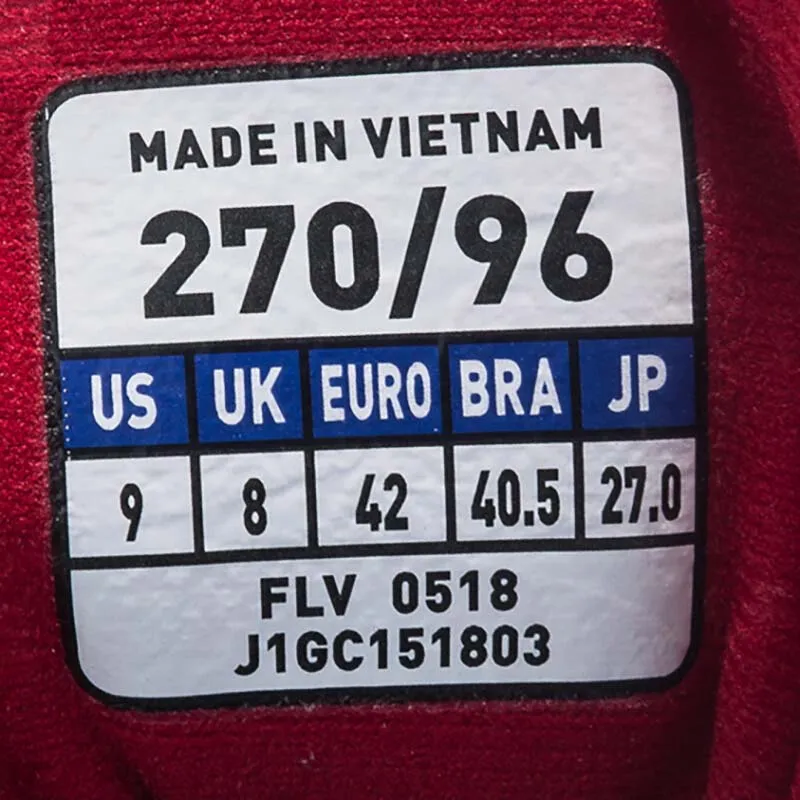 MADE IN VIETNAM
270/96
US UK EURO BRA JP
9 8 42 40.5 27.0
FLV 0518
J1GC151803